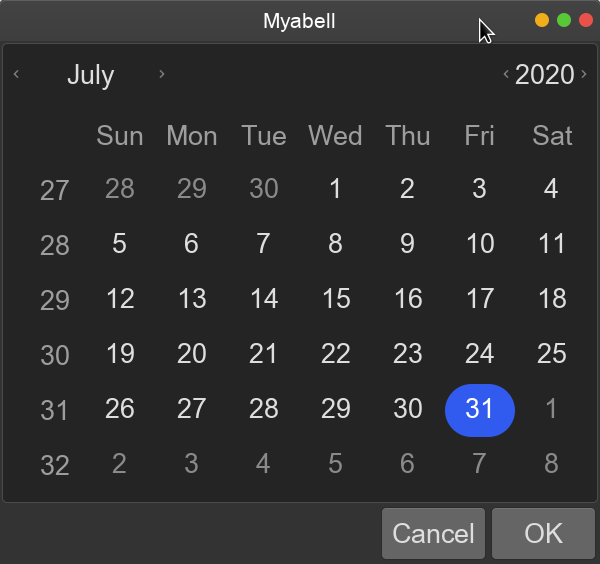 Myabell
‹ July › ‹ 2020 ›
Sun Mon Tue Wed Thu Fri Sat
27 28 29 30 1 2 3 4
28 5 6 7 8 9 10 11
29 12 13 14 15 16 17 18
30 19 20 21 22 23 24 25
31 26 27 28 29 30 31 1
32 2 3 4 5 6 7 8
Cancel OK